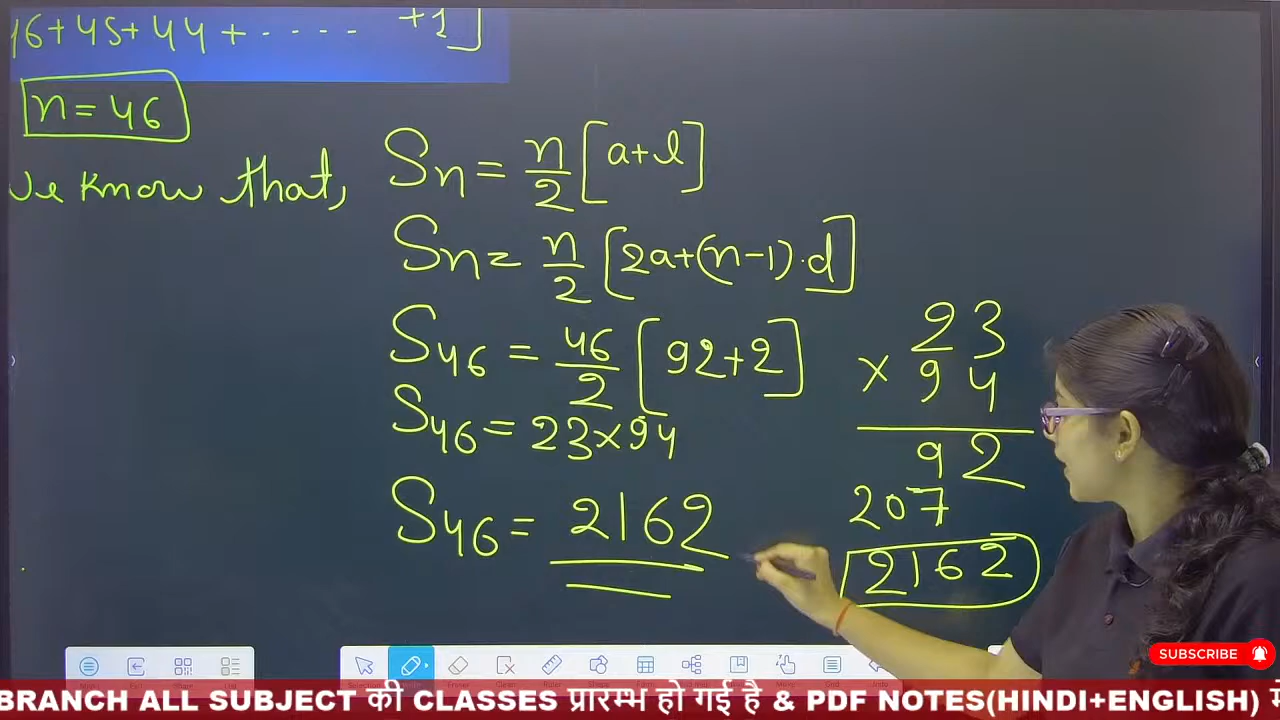 16+45+44+ ..... +1]
n=46
we know that,
Sn = n/2 [a+l]
Sn = n/2 [2a+(n-1)·d]
S46 = 46/2 [92+2]
S46 = 23×94
S46 = 2162
23
× 94
92
207
2162
SUBSCRIBE
BRANCH ALL SUBJECT की CLASSES प्रारम्भ हो गई है & PDF NOTES(HINDI+ENGLISH)